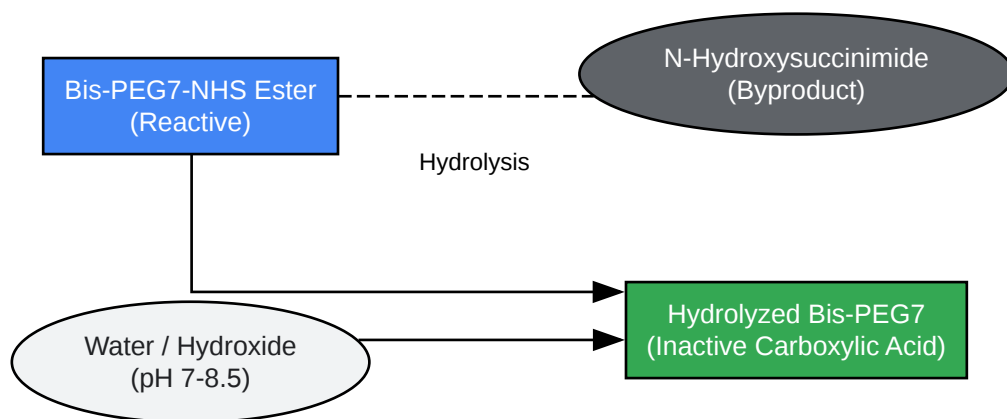 Bis-PEG7-NHS Ester
(Reactive)
N-Hydroxysuccinimide
(Byproduct)
Hydrolysis
Water / Hydroxide
(pH 7-8.5)
Hydrolyzed Bis-PEG7
(Inactive Carboxylic Acid)